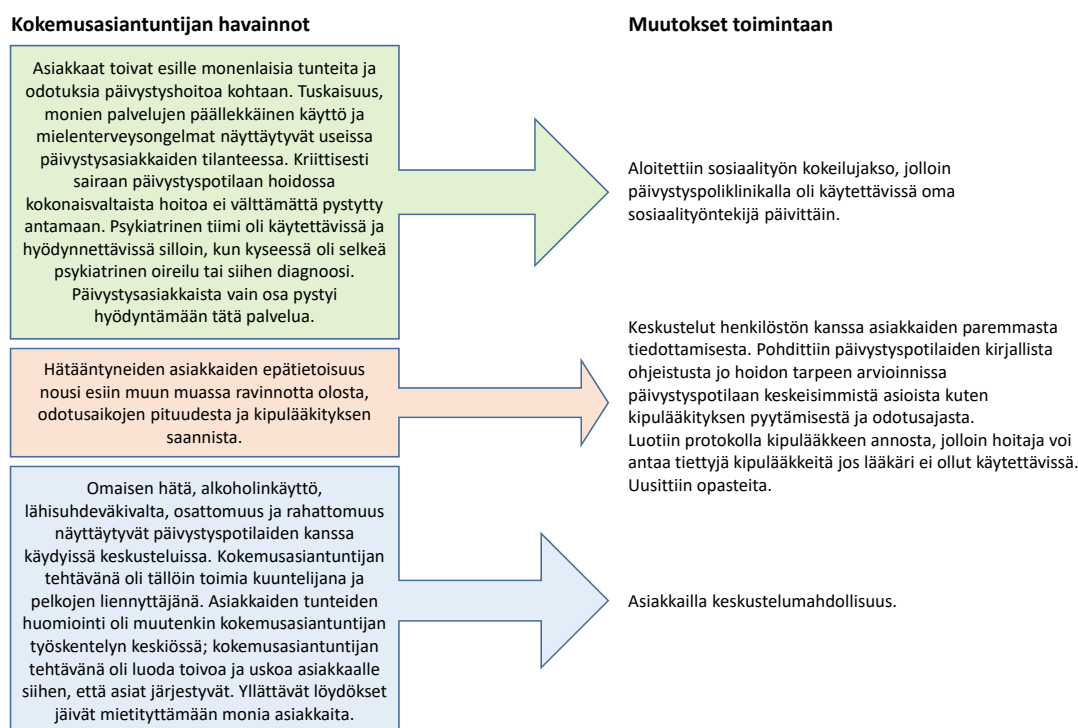 Kokemusasiantuntijan havainnot
Asiakkaat toivat esille monenlaisia tunteita ja
odotuksia päivystyshoitoa kohtaan. Tuskaisuus,
monien palvelujen päällekkäinen käyttö ja
mielenterveysongelmat näyttäytyvät useissa
päivystysasiakkaiden tilanteessa. Kriittisesti
sairaan päivystyspotilaan hoidossa
kokonaisvaltaista hoitoa ei välttämättä pystytty
antamaan. Psykiatrinen tiimi oli käytettävissä ja
hyödynnettävissä silloin, kun kyseessä oli selkeä
psykiatrinen oireilu tai siihen diagnoosi.
Päivystysasiakkaista vain osa pystyi
hyödyntämään tätä palvelua.
Hätääntyneiden asiakkaiden epätietoisuus
nousi esiin muun muassa ravinnotta olosta,
odotusaikojen pituudesta ja kipulääkityksen
saannista.
Omaisen hätä, alkoholinkäyttö,
lähisuhdeväkivalta, osattomuus ja rahattomuus
näyttäytyvät päivystyspotilaiden kanssa
käydyissä keskusteluissa. Kokemusasiantuntijan
tehtävänä oli tällöin toimia kuuntelijana ja
pelkojen liennyttäjänä. Asiakkaiden tunteiden
huomiointi oli muutenkin kokemusasiantuntijan
työskentelyn keskiössä; kokemusasiantuntijan
tehtävänä oli luoda toivoa ja uskoa asiakkaalle
siihen, että asiat järjestyvät. Yllättävät löydökset
jäivät mietityttämään monia asiakkaita.
Muutokset toimintaan
Aloitettiin sosiaalityön kokeilujakso, jolloin
päivystyspoliklinikalla oli käytettävissä oma
sosiaalityöntekijä päivittäin.
Keskustelut henkilöstön kanssa asiakkaiden paremmasta
tiedottamisesta. Pohdittiin päivystyspotilaiden kirjallista
ohjeistusta jo hoidon tarpeen arvioinnissa
päivystyspotilaan keskeisimmistä asioista kuten
kipulääkityksen pyytämisestä ja odotusajasta.
Luotiin protokolla kipulääkkeen annosta, jolloin hoitaja voi
antaa tiettyjä kipulääkkeitä jos lääkäri ei ollut käytettävissä.
Uusittiin opasteita.
Asiakkailla keskustelumahdollisuus.